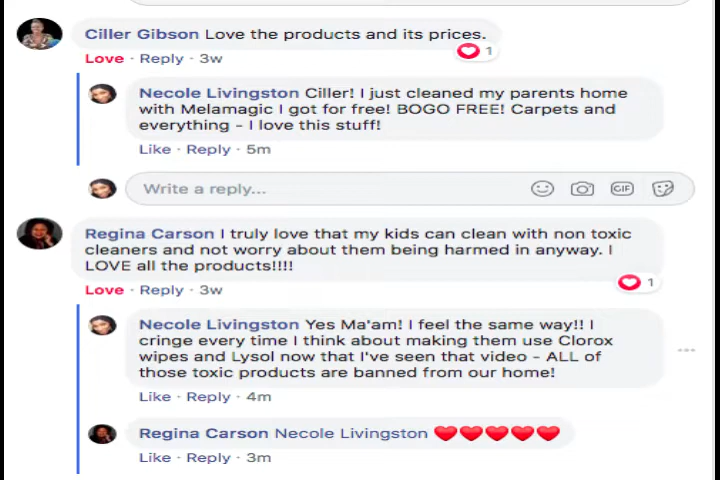 Ciller Gibson Love the products and its prices.
1
Love · Reply · 3w
Necole Livingston Ciller! I just cleaned my parents home
with Melamagic I got for free! BOGO FREE! Carpets and
everything - I love this stuff!
Like · Reply · 5m
Write a reply...
GIF
Regina Carson I truly love that my kids can clean with non toxic
cleaners and not worry about them being harmed in anyway. I
LOVE all the products!!!!
1
Love · Reply · 3w
Necole Livingston Yes Ma'am! I feel the same way!! I
cringe every time I think about making them use Clorox
wipes and Lysol now that I've seen that video - ALL of
those toxic products are banned from our home!
Like · Reply · 4m
Regina Carson Necole Livingston ❤️❤️❤️❤️❤️
Like · Reply · 3m